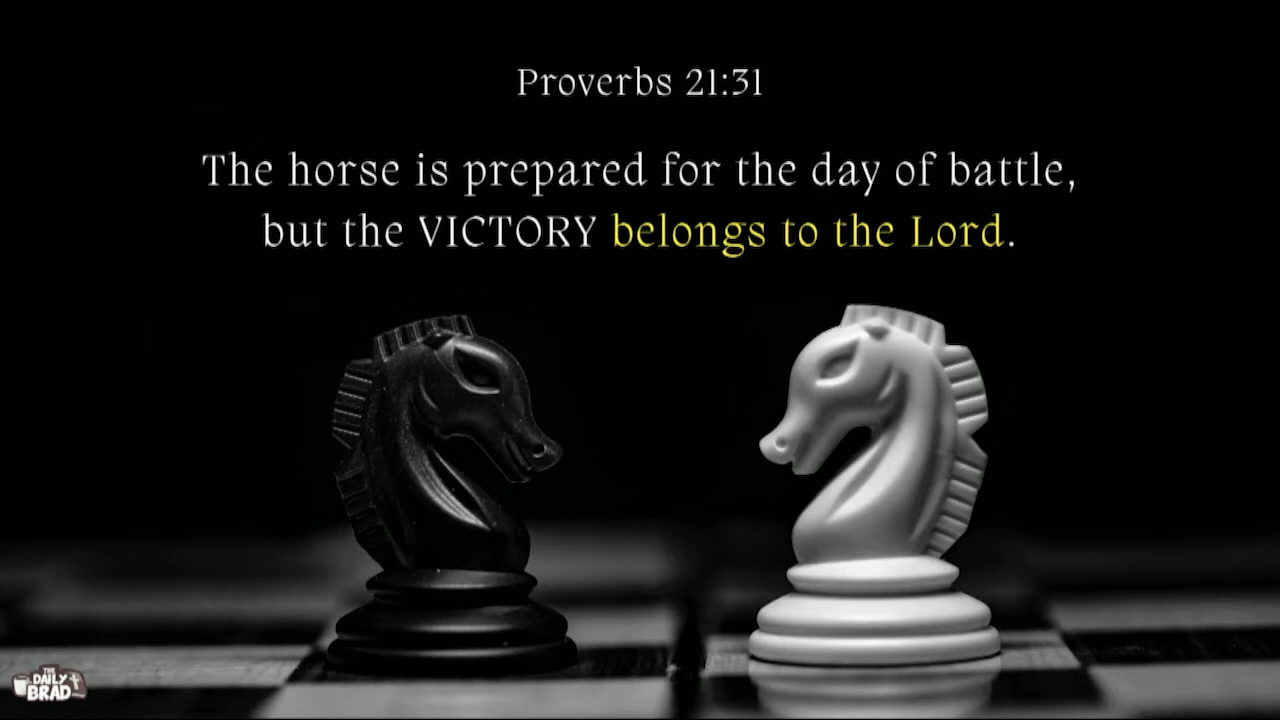 Proverbs 21:31
The horse is prepared for the day of battle,
but the VICTORY belongs to the Lord.
THE
DAILY
BRAD